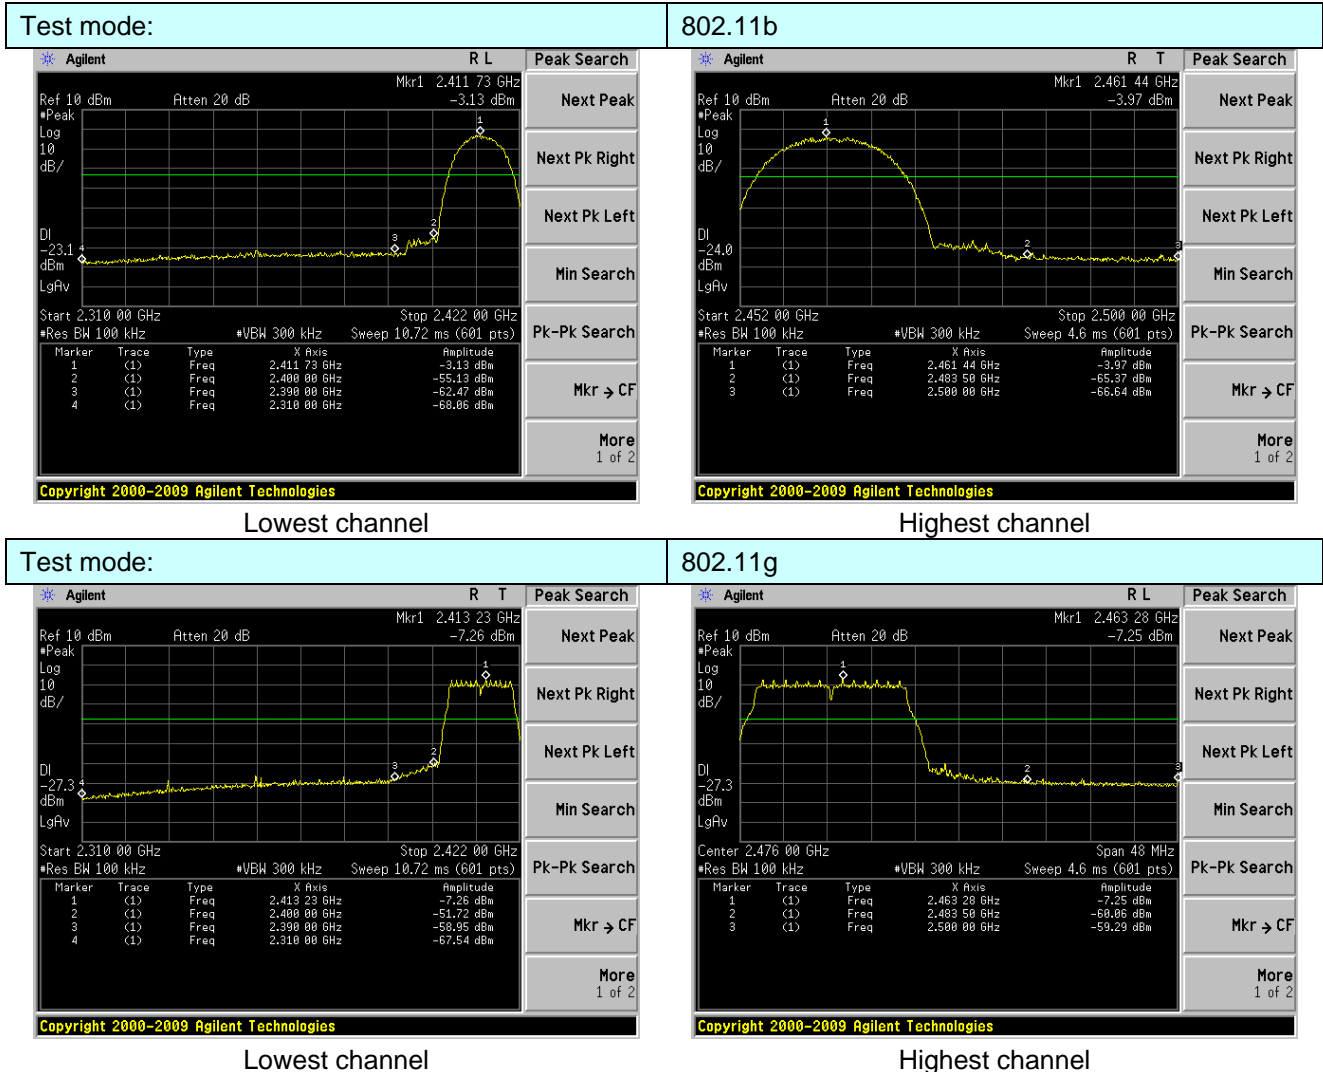 Test mode: 802.11b
Agilent R L Peak Search
Mkr1 2.411 73 GHz
Ref 10 dBm Atten 20 dB -3.13 dBm
#Peak
Log
10
dB/
DI
-23.1
dBm
LgAv
1
2
3
4
Start 2.310 00 GHz Stop 2.422 00 GHz
#Res BW 100 kHz #VBW 300 kHz Sweep 10.72 ms (601 pts)
Marker Trace Type X Axis Amplitude
1 (1) Freq 2.411 73 GHz -3.13 dBm
2 (1) Freq 2.400 00 GHz -55.13 dBm
3 (1) Freq 2.390 00 GHz -62.47 dBm
4 (1) Freq 2.310 00 GHz -68.06 dBm
Next Peak
Next Pk Right
Next Pk Left
Min Search
Pk-Pk Search
Mkr → CF
More
1 of 2
Copyright 2000-2009 Agilent Technologies
Lowest channel
Agilent R T Peak Search
Mkr1 2.461 44 GHz
Ref 10 dBm Atten 20 dB -3.97 dBm
#Peak
Log
10
dB/
DI
-24.0
dBm
LgAv
1
2
3
Start 2.452 00 GHz Stop 2.500 00 GHz
#Res BW 100 kHz #VBW 300 kHz Sweep 4.6 ms (601 pts)
Marker Trace Type X Axis Amplitude
1 (1) Freq 2.461 44 GHz -3.97 dBm
2 (1) Freq 2.483 50 GHz -65.37 dBm
3 (1) Freq 2.500 00 GHz -66.64 dBm
Next Peak
Next Pk Right
Next Pk Left
Min Search
Pk-Pk Search
Mkr → CF
More
1 of 2
Copyright 2000-2009 Agilent Technologies
Highest channel
Test mode: 802.11g
Agilent R T Peak Search
Mkr1 2.413 23 GHz
Ref 10 dBm Atten 20 dB -7.26 dBm
#Peak
Log
10
dB/
DI
-27.3
dBm
LgAv
1
2
3
4
Start 2.310 00 GHz Stop 2.422 00 GHz
#Res BW 100 kHz #VBW 300 kHz Sweep 10.72 ms (601 pts)
Marker Trace Type X Axis Amplitude
1 (1) Freq 2.413 23 GHz -7.26 dBm
2 (1) Freq 2.400 00 GHz -51.72 dBm
3 (1) Freq 2.390 00 GHz -58.95 dBm
4 (1) Freq 2.310 00 GHz -67.54 dBm
Next Peak
Next Pk Right
Next Pk Left
Min Search
Pk-Pk Search
Mkr → CF
More
1 of 2
Copyright 2000-2009 Agilent Technologies
Lowest channel
Agilent R L Peak Search
Mkr1 2.463 28 GHz
Ref 10 dBm Atten 20 dB -7.25 dBm
#Peak
Log
10
dB/
DI
-27.3
dBm
LgAv
1
2
3
Center 2.476 00 GHz Span 48 MHz
#Res BW 100 kHz #VBW 300 kHz Sweep 4.6 ms (601 pts)
Marker Trace Type X Axis Amplitude
1 (1) Freq 2.463 28 GHz -7.25 dBm
2 (1) Freq 2.483 50 GHz -60.06 dBm
3 (1) Freq 2.500 00 GHz -59.29 dBm
Next Peak
Next Pk Right
Next Pk Left
Min Search
Pk-Pk Search
Mkr → CF
More
1 of 2
Copyright 2000-2009 Agilent Technologies
Highest channel